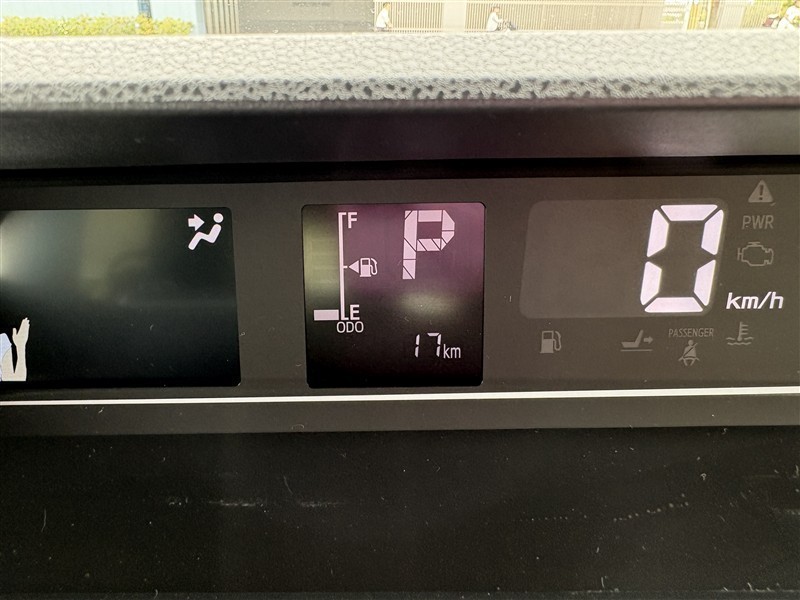 F
P
E
ODO
17km
0
km/h
PWR
PASSENGER